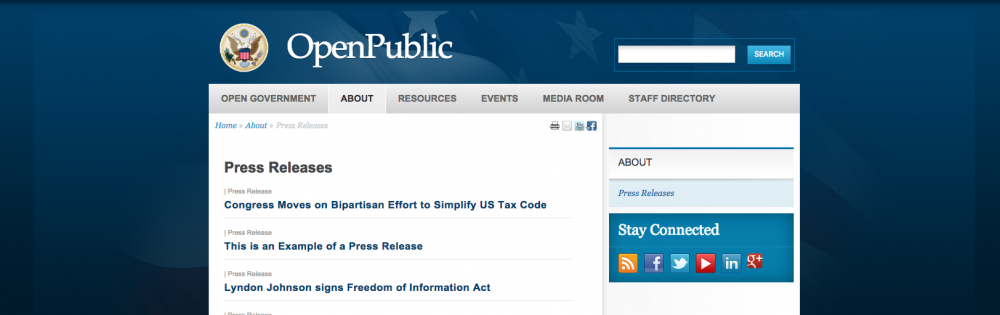 OpenPublic
SEARCH
OPEN GOVERNMENT ABOUT RESOURCES EVENTS MEDIA ROOM STAFF DIRECTORY
Home » About » Press Releases
Press Releases
| Press Release
Congress Moves on Bipartisan Effort to Simplify US Tax Code
| Press Release
This is an Example of a Press Release
| Press Release
Lyndon Johnson signs Freedom of Information Act
ABOUT
Press Releases
Stay Connected